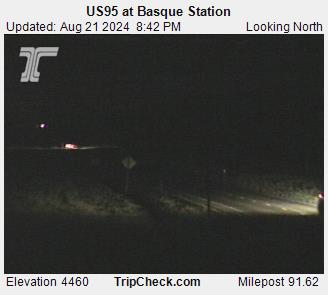 US95 at Basque Station
Updated: Aug 21 2024 8:42 PM Looking North
Elevation 4460 TripCheck.com Milepost 91.62